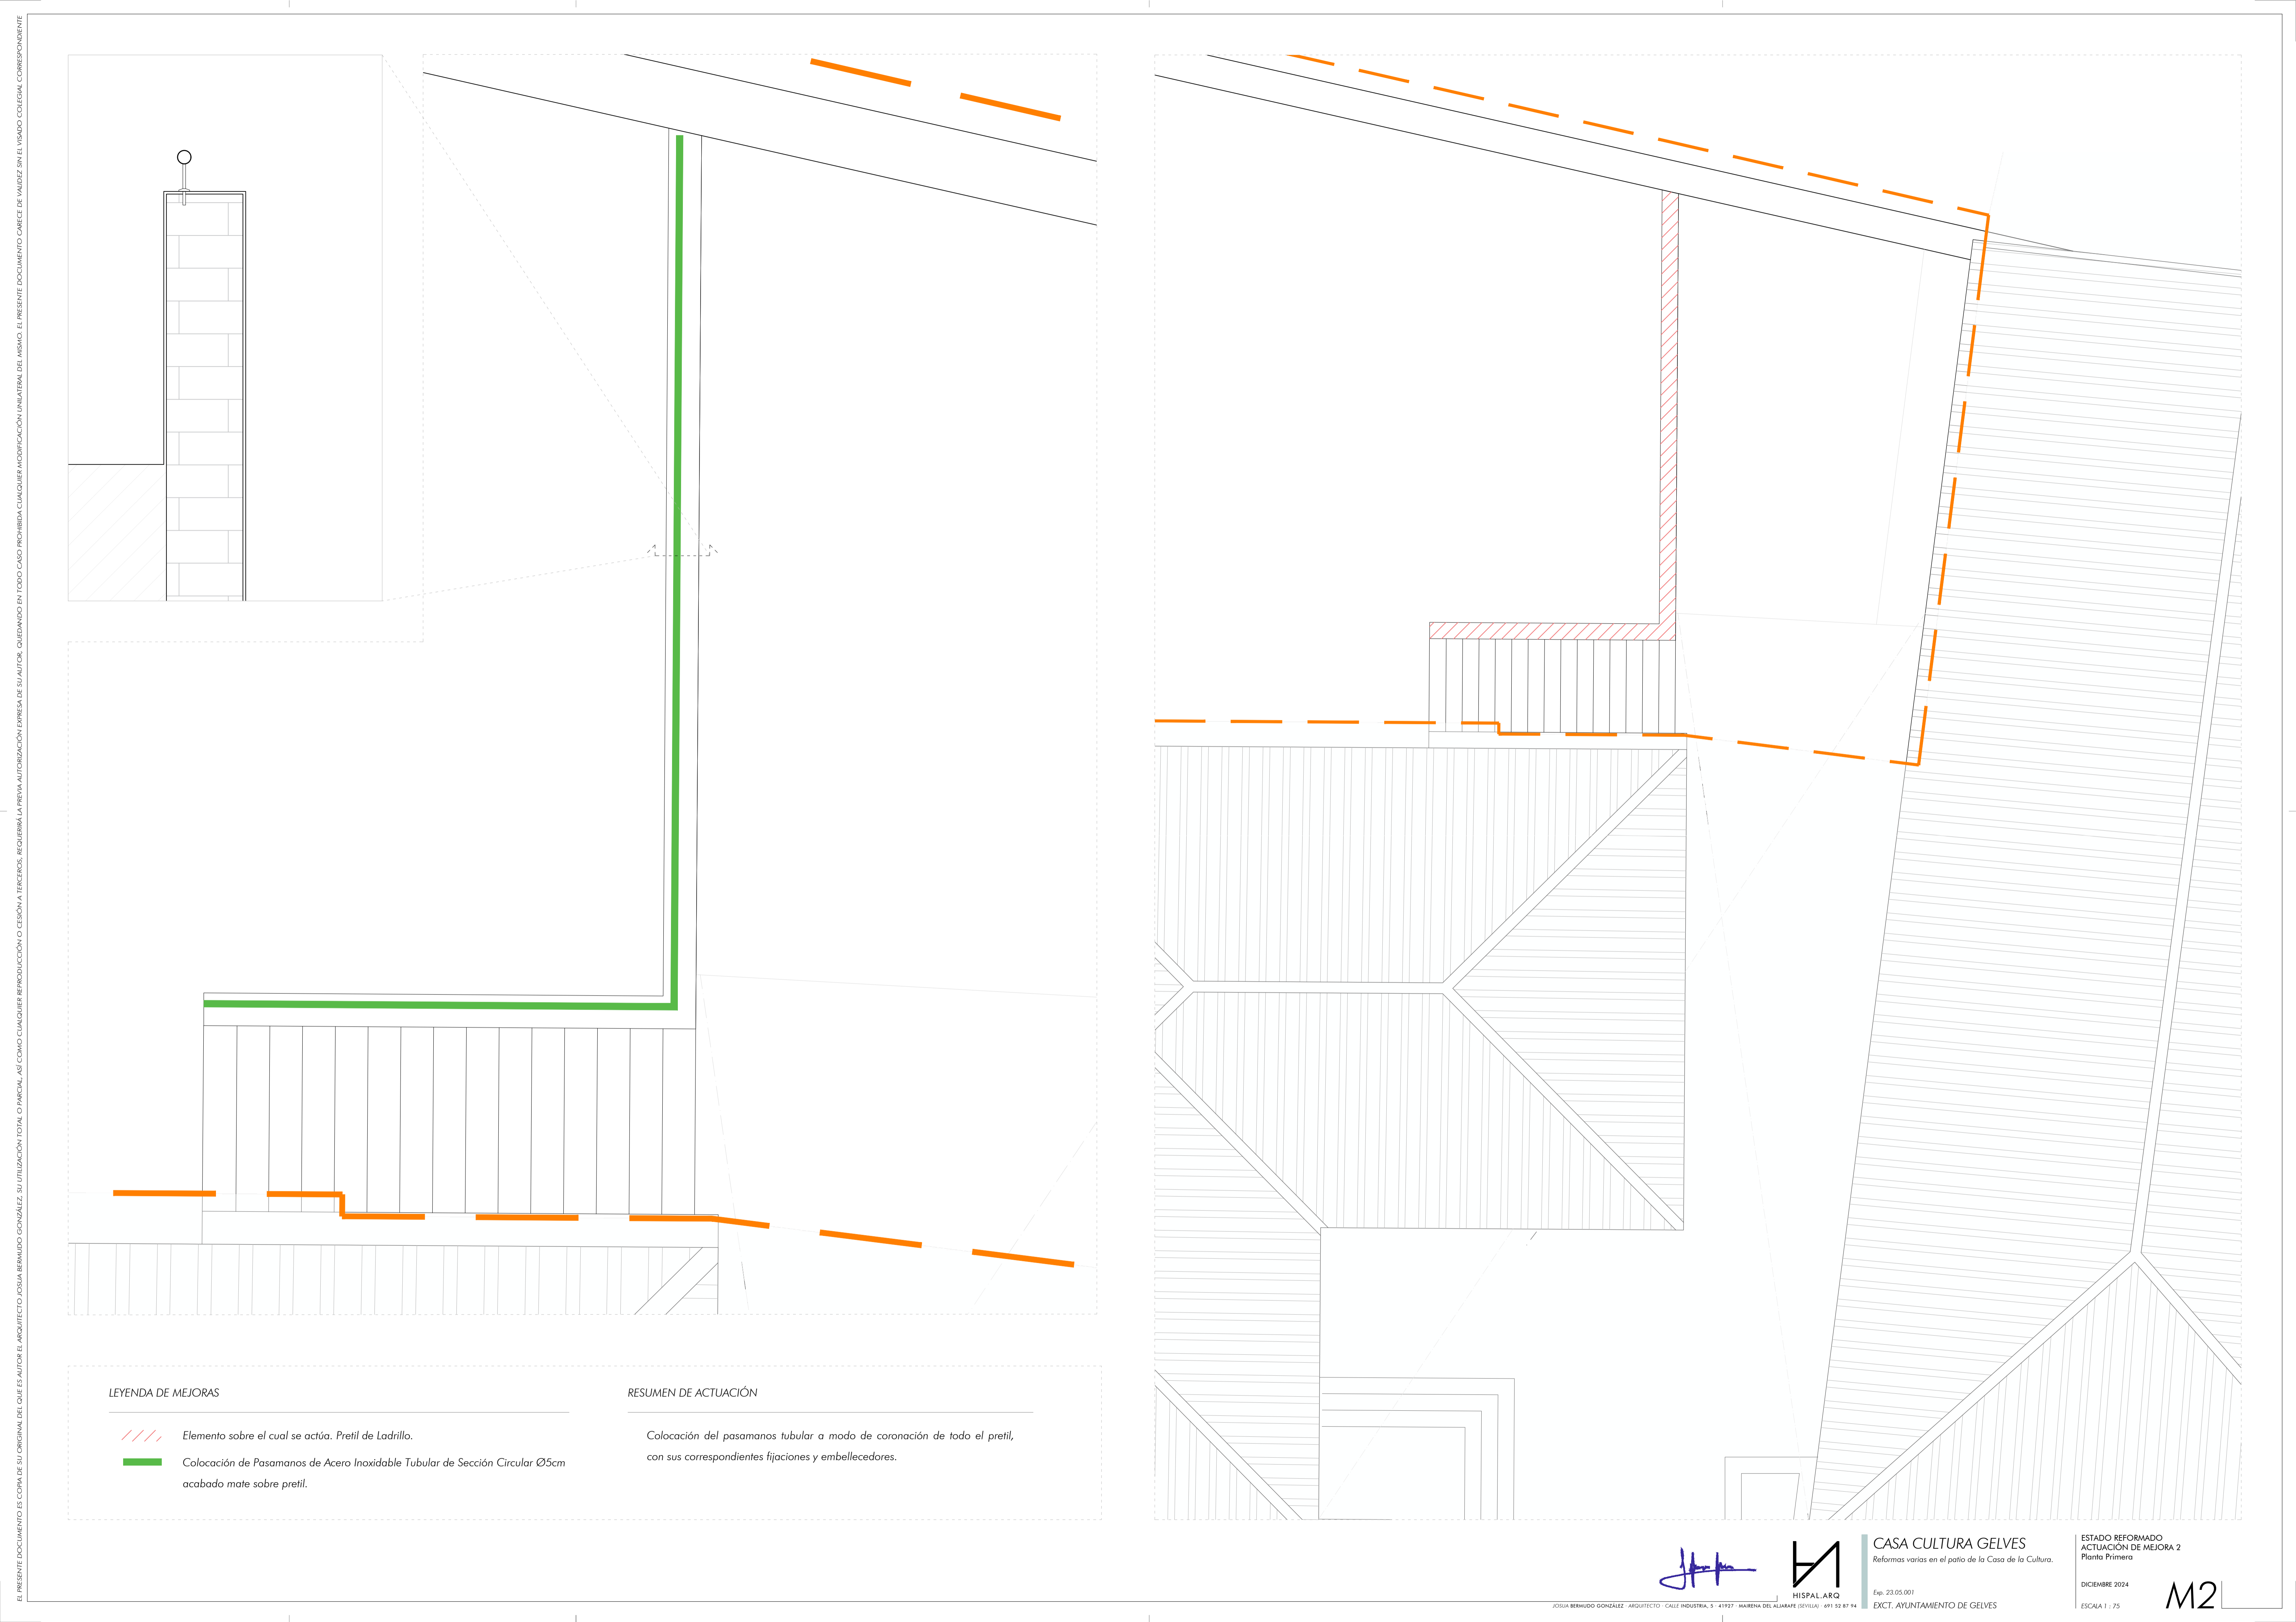 EL PRESENTE DOCUMENTO ES COPIA DE SU ORIGINAL DEL QUE ES AUTOR EL ARQUITECTO JOSUA BERMUDO GONZÁLEZ. SU UTILIZACIÓN TOTAL O PARCIAL, ASÍ COMO CUALQUIER REPRODUCCIÓN O CESIÓN A TERCEROS, REQUERIRÁ LA PREVIA AUTORIZACIÓN EXPRESA DE SU AUTOR, QUEDANDO EN TODO CASO PROHIBIDA CUALQUIER MODIFICACIÓN UNILATERAL DEL MISMO. EL PRESENTE DOCUMENTO CARECE DE VALIDEZ SIN EL VISADO COLEGIAL CORRESPONDIENTE
LEYENDA DE MEJORAS
Elemento sobre el cual se actúa. Pretil de Ladrillo.
Colocación de Pasamanos de Acero Inoxidable Tubular de Sección Circular Ø5cm
acabado mate sobre pretil.
RESUMEN DE ACTUACIÓN
Colocación del pasamanos tubular a modo de coronación de todo el pretil,
con sus correspondientes fijaciones y embellecedores.
HISPAL.ARQ
JOSUA BERMUDO GONZÁLEZ · ARQUITECTO · CALLE INDUSTRIA, 5 · 41927 · MAIRENA DEL ALJARAFE (SEVILLA) · 691 52 87 94
CASA CULTURA GELVES
Reformas varias en el patio de la Casa de la Cultura.
Exp. 23.05.001
EXCT. AYUNTAMIENTO DE GELVES
ESTADO REFORMADO
ACTUACIÓN DE MEJORA 2
Planta Primera
DICIEMBRE 2024
ESCALA 1 : 75
M2